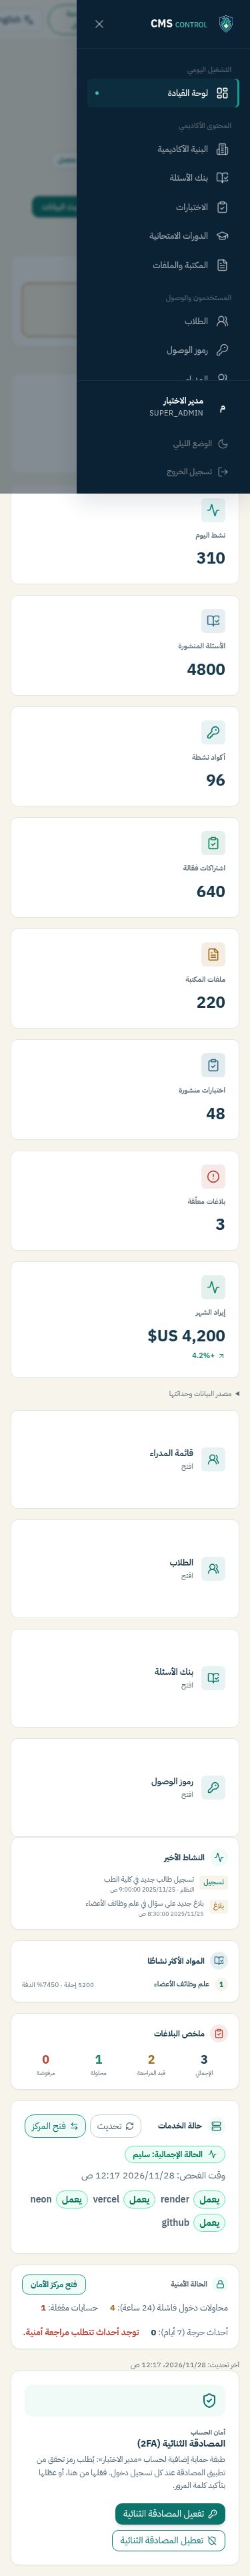 CMS CONTROL
التشغيل اليومي
لوحة القيادة
المحتوى الأكاديمي
البنية الأكاديمية
بنك الأسئلة
الاختبارات
الدورات الامتحانية
المكتبة والملفات
المستخدمون والوصول
الطلاب
رموز الوصول
المدراء
م
مدير الاختبار
SUPER_ADMIN
الوضع الليلي
تسجيل الخروج
نشط اليوم
310
الأسئلة المنشورة
4800
أكواد نشطة
96
اشتراكات فعّالة
640
ملفات المكتبة
220
اختبارات منشورة
48
بلاغات معلّقة
3
إيراد الشهر
4,200 US$
+4.2%
مصدر البيانات وحداثتها
قائمة المدراء
افتح
الطلاب
افتح
بنك الأسئلة
افتح
رموز الوصول
افتح
النشاط الأخير
تسجيل
تسجيل طالب جديد في كلية الطب
النظام · 2025/11/25 9:00:00 ص
بلاغ
بلاغ جديد على سؤال في علم وظائف الأعضاء
2025/11/25 8:30:00 ص
المواد الأكثر نشاطًا
1
علم وظائف الأعضاء
5200 إجابة · 7450% الدقة
ملخص البلاغات
3
الإجمالي
2
قيد المراجعة
1
محلولة
0
مرفوضة
حالة الخدمات
تحديث
فتح المركز
الحالة الإجمالية: سليم
وقت الفحص: 2026/11/28 12:17 ص
يعمل render يعمل vercel يعمل neon
يعمل github
الحالة الأمنية
فتح مركز الأمان
محاولات دخول فاشلة (24 ساعة): 4
حسابات مقفلة: 1
أحداث حرجة (7 أيام): 0
توجد أحداث تتطلب مراجعة أمنية.
آخر تحديث: 2026/11/28، 12:17 ص
أمان الحساب
المصادقة الثنائية (2FA)
طبقة حماية إضافية لحساب «مدير الاختبار»: يُطلب رمز تحقق من
تطبيق المصادقة عند كل تسجيل دخول. فعّلها من هنا، أو عطّلها
بتأكيد كلمة المرور.
تفعيل المصادقة الثنائية
تعطيل المصادقة الثنائية